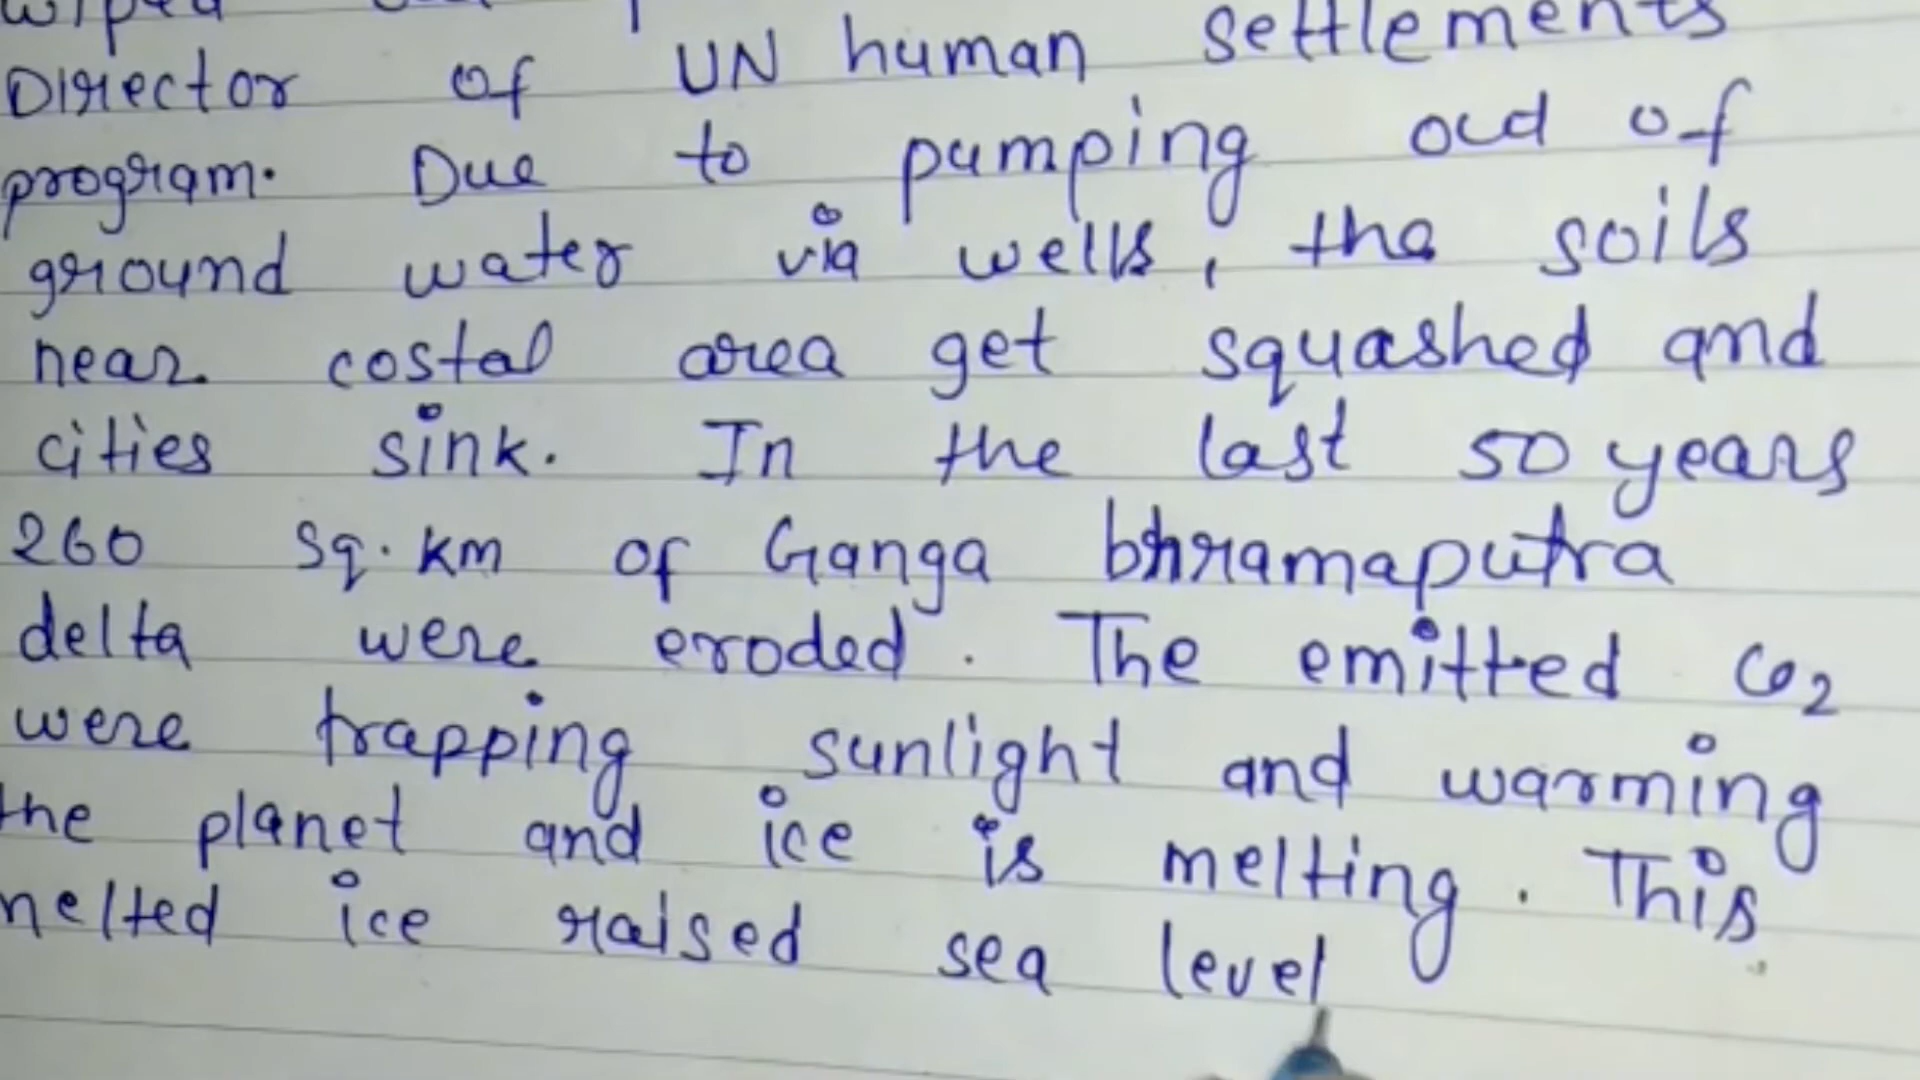 wiped
Director of UN human settlements
program. Due to pumping oud of
ground water via wells, the soils
near costal area get squashed and
cities sink. In the last 50 years
260 sq. km of Ganga bhramaputra
delta were eroded. The emitted CO2
were trapping sunlight and warming
the planet and ice is melting. This
melted ice raised sea level